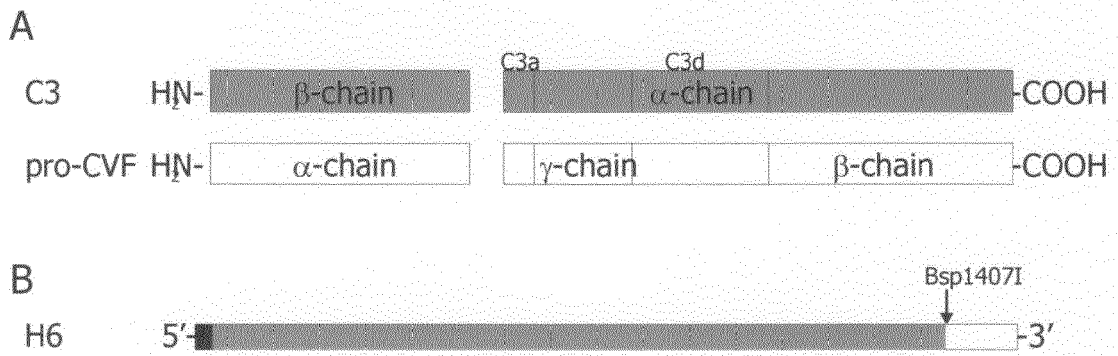 A
C3a C3d
C3 H2N- β-chain α-chain -COOH
pro-CVF H2N- α-chain γ-chain β-chain -COOH
B
Bsp1407I
H6 5'- -3'